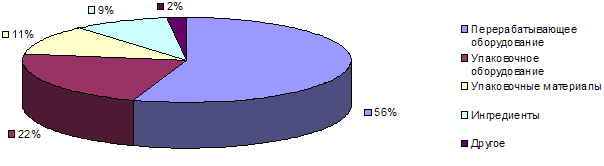 2%
9%
11%
22%
56%
Перерабатывающее
оборудование
Упаковочное
оборудование
Упаковочные материалы
Ингредиенты
Другое